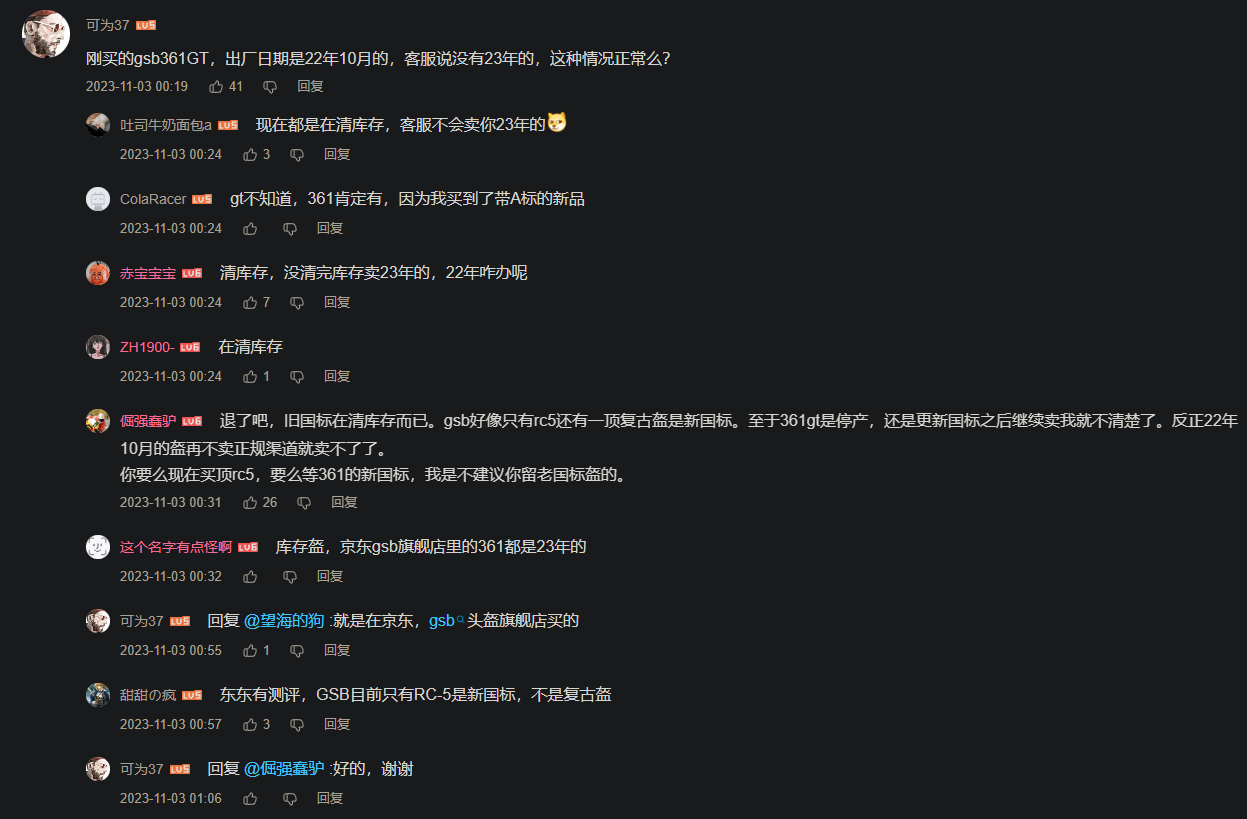 可为37 LV5
刚买的gsb361GT，出厂日期是22年10月的，客服说没有23年的，这种情况正常么？
2023-11-03 00:19 41 回复
吐司牛奶面包a LV5 现在都是在清库存，客服不会卖你23年的
2023-11-03 00:24 3 回复
ColaRacer LV5 gt不知道，361肯定有，因为我买到了带A标的新品
2023-11-03 00:24 回复
赤宝宝宝 LV6 清库存，没清完库存卖23年的，22年咋办呢
2023-11-03 00:24 7 回复
ZH1900- LV6 在清库存
2023-11-03 00:24 1 回复
倔强蠢驴 LV6 退了吧，旧国标在清库存而已。gsb好像只有rc5还有一顶复古盔是新国标。至于361gt是停产，还是更新国标之后继续卖我就不清楚了。反正22年
10月的盔再不卖正规渠道就卖不了了。
你要么现在买顶rc5，要么等361的新国标，我是不建议你留老国标盔的。
2023-11-03 00:31 26 回复
这个名字有点怪啊 LV6 库存盔，京东gsb旗舰店里的361都是23年的
2023-11-03 00:32 回复
可为37 LV5 回复 @望海的狗 :就是在京东，gsb头盔旗舰店买的
2023-11-03 00:55 1 回复
甜甜の疯 LV5 东东有测评，GSB目前只有RC-5是新国标，不是复古盔
2023-11-03 00:57 3 回复
可为37 LV5 回复 @倔强蠢驴 :好的，谢谢
2023-11-03 01:06 回复